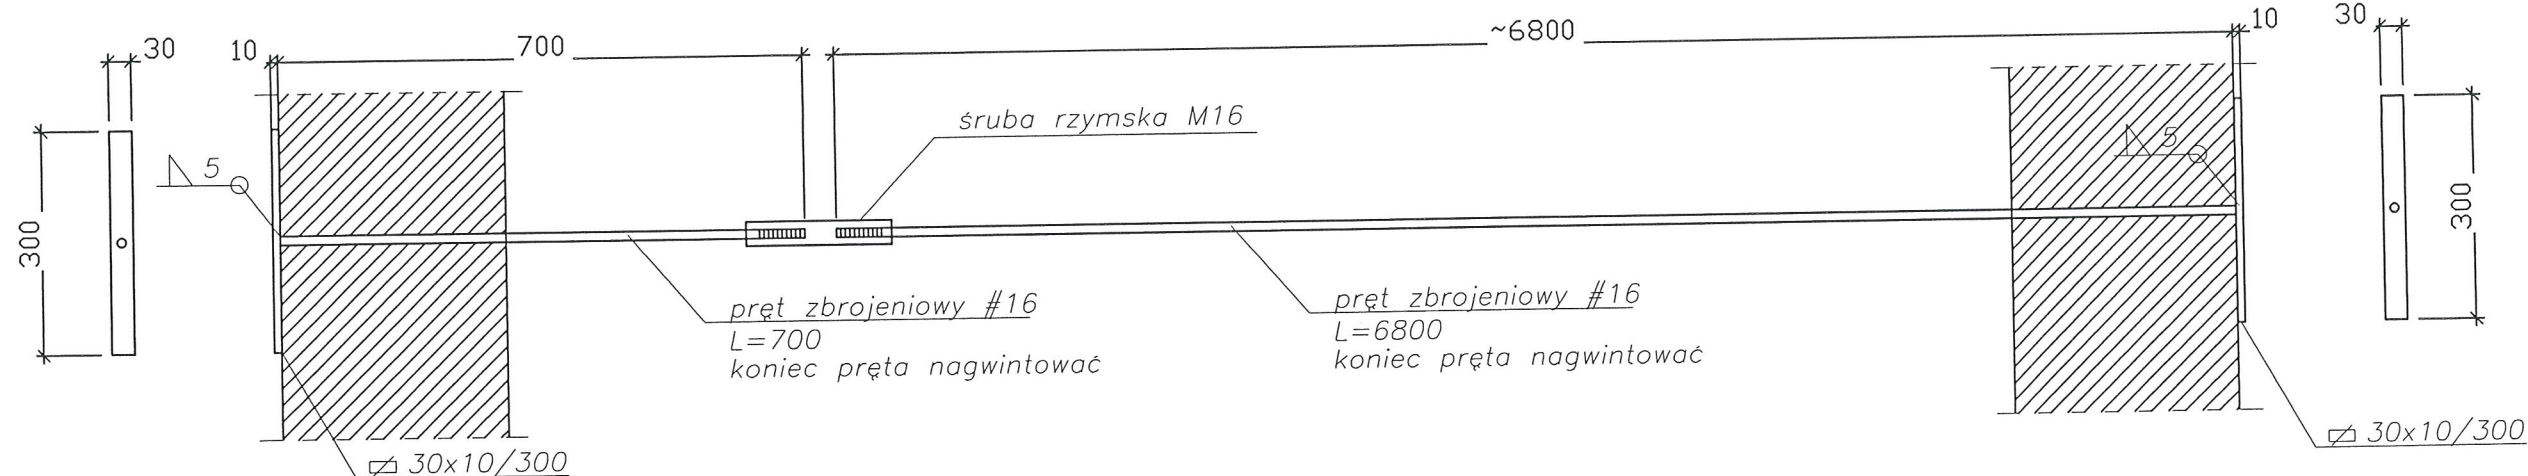 30
10
700
~6800
30
10
śruba rzymska M16
5
5
300
300
pręt zbrojeniowy #16
L=700
koniec pręta nagwintować
pręt zbrojeniowy #16
L=6800
koniec pręta nagwintować
30x10/300
30x10/300